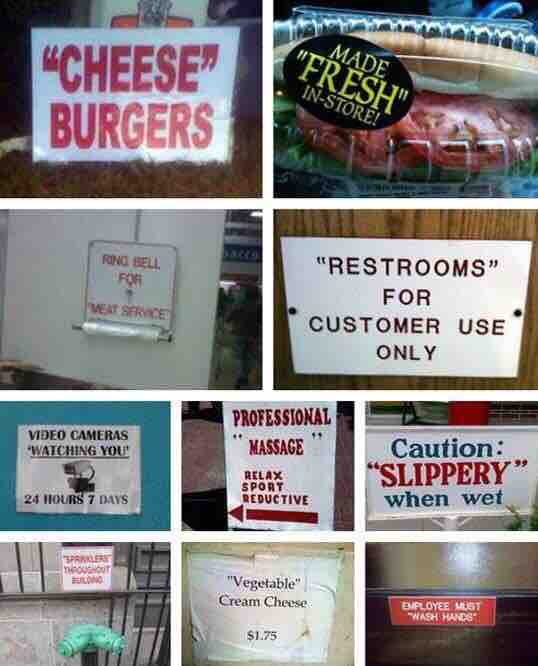 "CHEESE"
BURGERS
MADE
"FRESH"
IN-STORE!
RING BELL
FOR
"MEAT SERVICE"
"RESTROOMS"
FOR
CUSTOMER USE
ONLY
VIDEO CAMERAS
"WATCHING YOU"
24 HOURS 7 DAYS
PROFESSIONAL
"MASSAGE"
RELAX
SPORT
REDUCTIVE
Caution:
"SLIPPERY"
when wet
"SPRINKLERS"
THROUGHOUT
BUILDING
"Vegetable"
Cream Cheese
$1.75
EMPLOYEE MUST
"WASH HANDS"